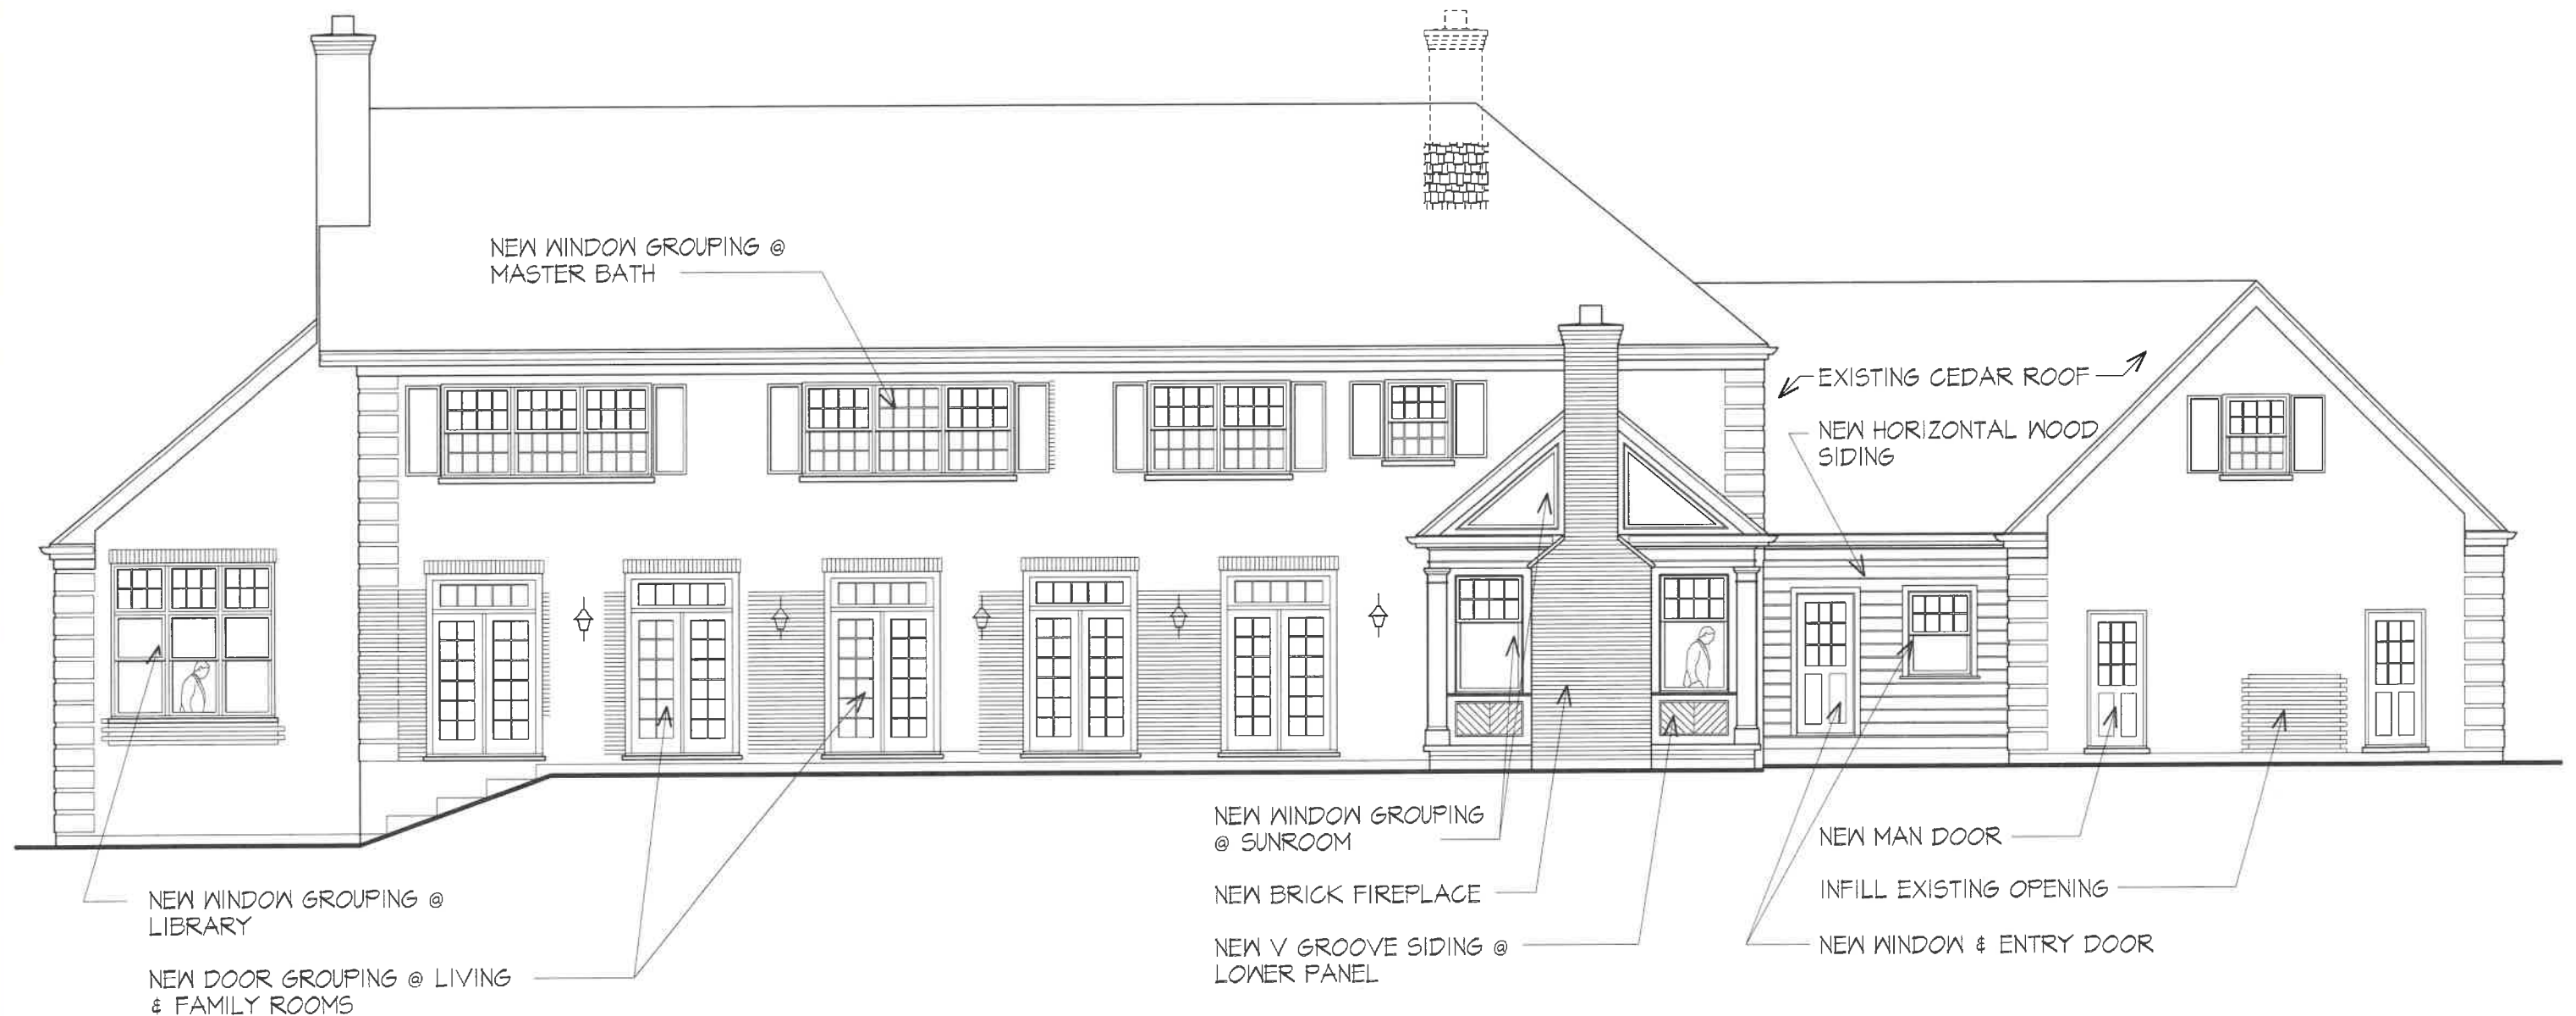 NEW WINDOW GROUPING @
MASTER BATH
EXISTING CEDAR ROOF
NEW HORIZONTAL WOOD
SIDING
NEW WINDOW GROUPING @
LIBRARY
NEW DOOR GROUPING @ LIVING
& FAMILY ROOMS
NEW WINDOW GROUPING
@ SUNROOM
NEW BRICK FIREPLACE
NEW V GROOVE SIDING @
LOWER PANEL
NEW MAN DOOR
INFILL EXISTING OPENING
NEW WINDOW & ENTRY DOOR